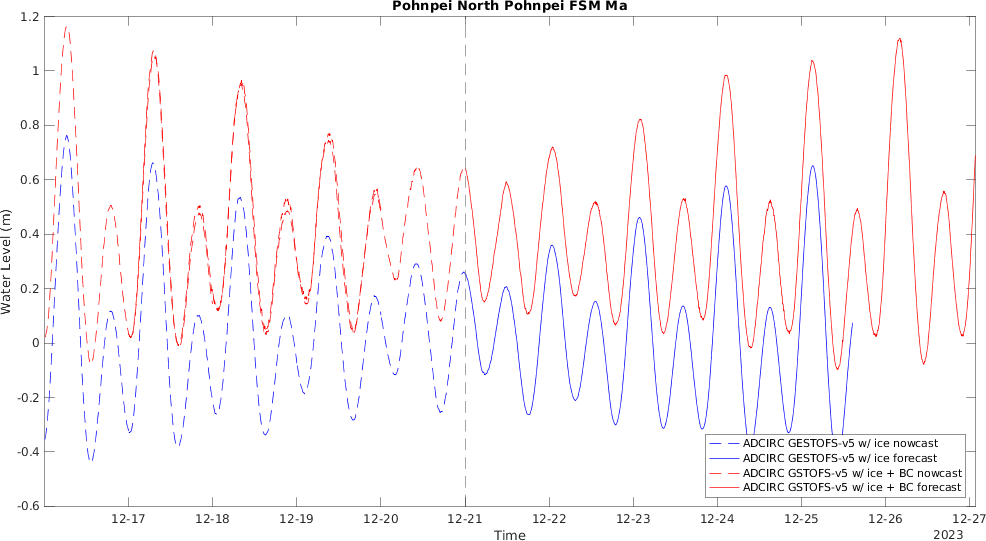 Pohnpei North Pohnpei FSM Ma
1.2
1
0.8
0.6
0.4
0.2
0
-0.2
-0.4
-0.6
Water Level (m)
ADCIRC GESTOFS-v5 w/ ice nowcast
ADCIRC GESTOFS-v5 w/ ice forecast
ADCIRC GSTOFS-v5 w/ ice + BC nowcast
ADCIRC GSTOFS-v5 w/ ice + BC forecast
12-17 12-18 12-19 12-20 12-21 12-22 12-23 12-24 12-25 12-26 12-27
Time
2023